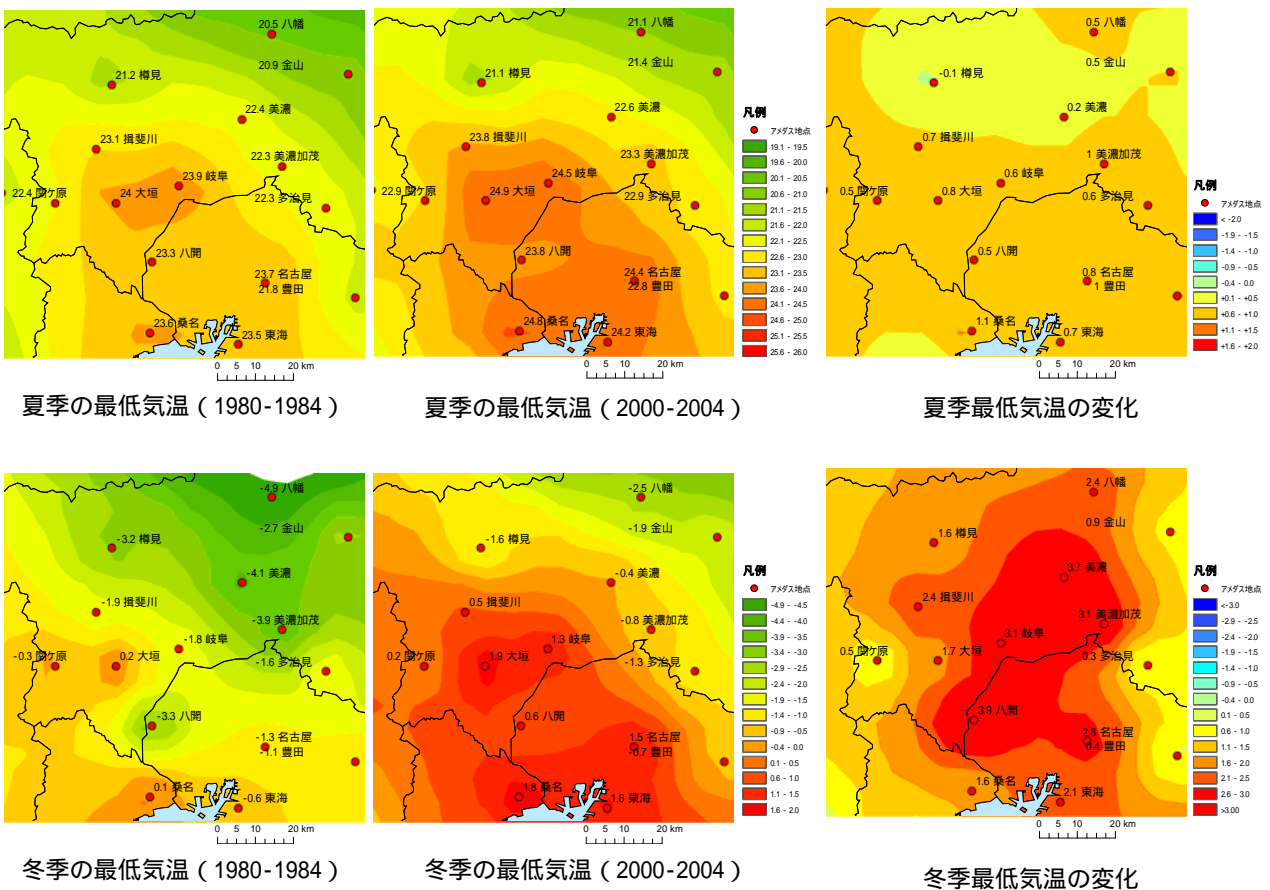 20.5 八幡
20.9 金山
21.2 樽見
22.4 美濃
23.1 揖斐川
22.3 美濃加茂
23.9 岐阜
22.4 関ケ原
24 大垣
22.3 多治見
23.3 八開
23.7 名古屋
21.8 豊田
23.6 桑名
23.5 東海
0 5 10 20 km
夏季の最低気温（1980-1984）
21.1 八幡
21.4 金山
21.1 樽見
22.6 美濃
23.8 揖斐川
23.3 美濃加茂
24.5 岐阜
22.9 関ケ原
24.9 大垣
22.9 多治見
23.8 八開
24.4 名古屋
22.8 豊田
24.8 桑名
24.2 東海
0 5 10 20 km
夏季の最低気温（2000-2004）
凡例
アメダス地点
19.1 - 19.5
19.6 - 20.0
20.1 - 20.5
20.6 - 21.0
21.1 - 21.5
21.6 - 22.0
22.1 - 22.5
22.6 - 23.0
23.1 - 23.5
23.6 - 24.0
24.1 - 24.5
24.6 - 25.0
25.1 - 25.5
25.6 - 26.0
0.5 八幡
0.5 金山
-0.1 樽見
0.2 美濃
0.7 揖斐川
1 美濃加茂
0.6 岐阜
0.5 関ケ原
0.8 大垣
0.6 多治見
0.5 八開
0.8 名古屋
1 豊田
1.1 桑名
0.7 東海
0 5 10 20 km
夏季最低気温の変化
凡例
アメダス地点
< -2.0
-1.9 - -1.5
-1.4 - -1.0
-0.9 - -0.5
-0.4 - 0.0
+0.1 - +0.5
+0.6 - +1.0
+1.1 - +1.5
+1.6 - +2.0
-4.9 八幡
-2.7 金山
-3.2 樽見
-4.1 美濃
-1.9 揖斐川
-3.9 美濃加茂
-1.8 岐阜
-0.3 関ケ原
0.2 大垣
-1.6 多治見
-3.3 八開
-1.3 名古屋
-1.1 豊田
0.1 桑名
-0.6 東海
0 5 10 20 km
冬季の最低気温（1980-1984）
-2.5 八幡
-1.9 金山
-1.6 樽見
-0.4 美濃
0.5 揖斐川
-0.8 美濃加茂
1.3 岐阜
0.2 関ケ原
1.9 大垣
-1.3 多治見
0.6 八開
1.5 名古屋
-0.7 豊田
1.8 桑名
1.6 東海
0 5 10 20 km
冬季の最低気温（2000-2004）
凡例
アメダス地点
-4.9 - -4.5
-4.4 - -4.0
-3.9 - -3.5
-3.4 - -3.0
-2.9 - -2.5
-2.4 - -2.0
-1.9 - -1.5
-1.4 - -1.0
-0.9 - -0.5
-0.4 - 0.0
0.1 - 0.5
0.6 - 1.0
1.1 - 1.5
1.6 - 2.0
2.4 八幡
0.9 金山
1.6 樽見
3.7 美濃
2.4 揖斐川
3.1 美濃加茂
3.1 岐阜
0.5 関ケ原
1.7 大垣
0.3 多治見
3.9 八開
2.8 名古屋
0.4 豊田
1.6 桑名
2.1 東海
0 5 10 20 km
冬季最低気温の変化
凡例
アメダス地点
<-3.0
-2.9 - -2.5
-2.4 - -2.0
-1.9 - -1.5
-1.4 - -1.0
-0.9 - -0.5
-0.4 - 0.0
0.1 - 0.5
0.6 - 1.0
1.1 - 1.5
1.6 - 2.0
2.1 - 2.5
2.6 - 3.0
>3.00